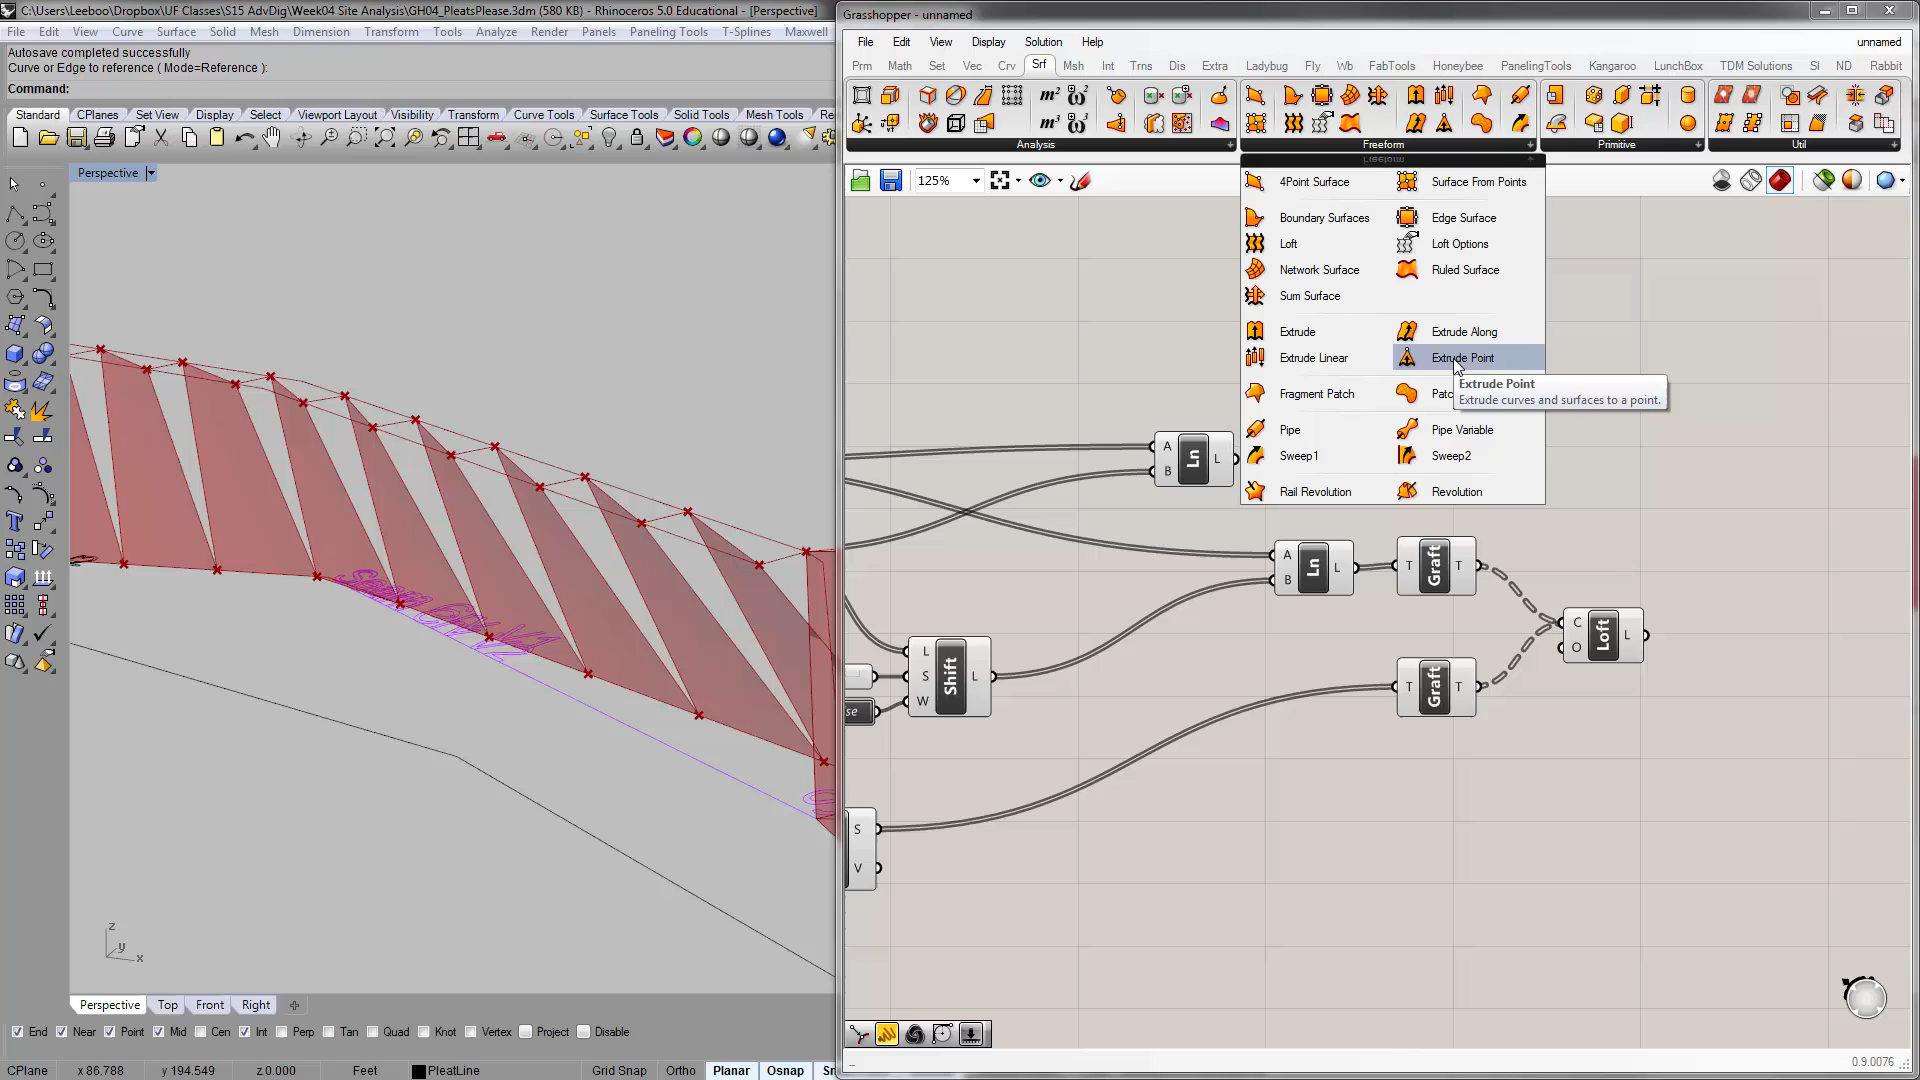 C:\Users\Leeboo\Dropbox\UF Classes\S15 AdvDig\Week04 Site Analysis\GH04_PleatsPlease.3dm (580 KB) - Rhinoceros 5.0 Educational - [Perspective]
File Edit View Curve Surface Solid Mesh Dimension Transform Tools Analyze Render Panels Paneling Tools T-Splines Maxwell
Autosave completed successfully
Curve or Edge to reference ( Mode=Reference ):
Command:
Standard CPlanes Set View Display Select Viewport Layout Visibility Transform Curve Tools Surface Tools Solid Tools Mesh Tools Re
Perspective
z
y
x
Perspective Top Front Right
End Near Point Mid Cen Int Perp Tan Quad Knot Vertex Project Disable
CPlane x 86.788 y 194.549 z 0.000 Feet PleatLine Grid Snap Ortho Planar Osnap
Grasshopper - unnamed
File Edit View Display Solution Help unnamed
Prm Math Set Vec Crv Srf Msh Int Trns Dis Extra Ladybug Fly Wb FabTools Honeybee PanelingTools Kangaroo LunchBox TDM Solutions SI ND Rabbit
m² m³
Analysis Freeform Primitive Util
125%
Freeform
4Point Surface Surface From Points
Boundary Surfaces Edge Surface
Loft Loft Options
Network Surface Ruled Surface
Sum Surface
Extrude Extrude Along
Extrude Linear Extrude Point
Extrude Point
Extrude curves and surfaces to a point.
Fragment Patch Patc
Pipe Pipe Variable
Sweep1 Sweep2
Rail Revolution Revolution
A B Ln L
A B Ln L
T Graft T
C O Loft L
L S W Shift L
se
T Graft T
S
V
0.9.0076